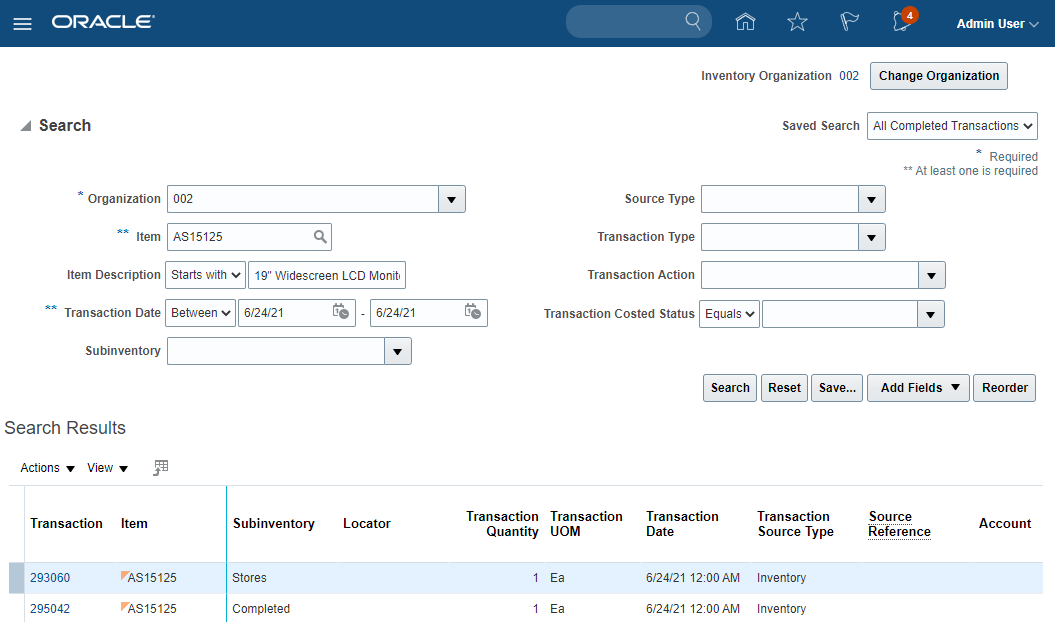 ORACLE
4
Admin User
Inventory Organization 002 Change Organization
Search
Saved Search All Completed Transactions
* Required
** At least one is required
* Organization 002
Source Type
** Item AS15125
Transaction Type
Item Description Starts with 19" Widescreen LCD Monit
Transaction Action
** Transaction Date Between 6/24/21 - 6/24/21
Transaction Costed Status Equals
Subinventory
Search Reset Save... Add Fields Reorder
Search Results
Actions View
Transaction Item Subinventory Locator Transaction Quantity Transaction UOM Transaction Date Transaction Source Type Source Reference Account
293060 AS15125 Stores 1 Ea 6/24/21 12:00 AM Inventory
295042 AS15125 Completed 1 Ea 6/24/21 12:00 AM Inventory